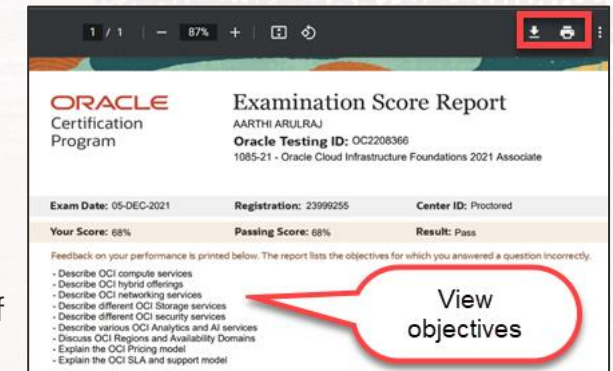 1 / 1 | − 87% +
ORACLE
Certification
Program
Examination Score Report
AARTHI ARULRAJ
Oracle Testing ID: OC2208366
1085-21 - Oracle Cloud Infrastructure Foundations 2021 Associate
Exam Date: 05-DEC-2021 Registration: 23999255 Center ID: Proctored
Your Score: 68% Passing Score: 68% Result: Pass
Feedback on your performance is printed below. The report lists the objectives for which you answered a question incorrectly.
- Describe OCI compute services
- Describe OCI hybrid offerings
- Describe OCI networking services
- Describe different OCI Storage services
- Describe different OCI security services
- Describe various OCI Analytics and AI services
- Discuss OCI Regions and Availability Domains
- Explain the OCI Pricing model
- Explain the OCI SLA and support model
View
objectives